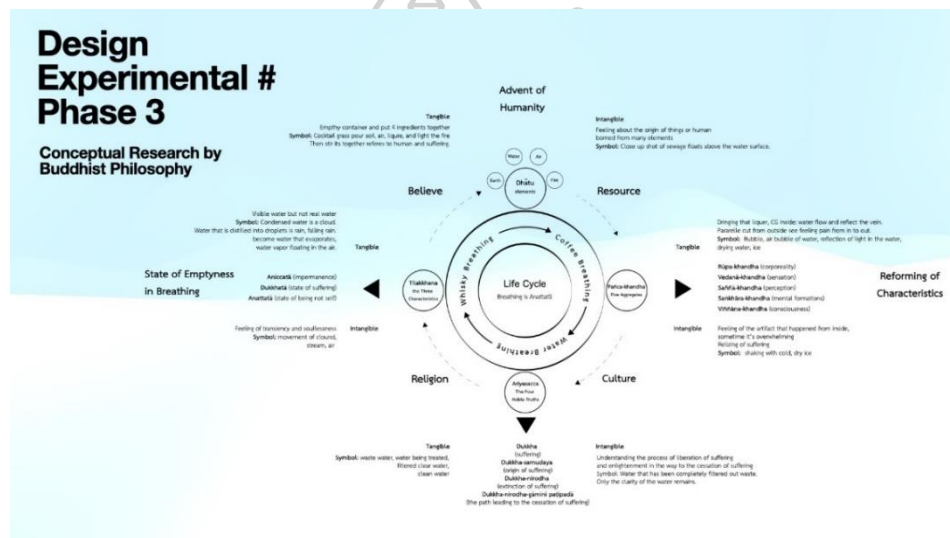 Design
Experimental #
Phase 3
Conceptual Research by
Buddhist Philosophy
Advent of
Humanity
Tangible
Empthy container and put 4 ingredients together
Symbol: Cocktail grass pour soil, air, liqure, and light the fire
Then stir its together refers to human and suffering
Intangible
Feeling about the origin of things or human
borned from many elements
Symbol: Close up shot of sewage floats above the water surface.
Water
Air
Earth
Fire
Dhātu
elements
Believe
Resource
Visible water but not real water
Symbol: Condensed water is a cloud.
Water that is distilled into droplets is rain, falling rain.
become water that evaporates,
water vapor floating in the air.
Tangible
State of Emptyness
in Breathing
Aniccatā (impermanence)
Dukkhatā (state of suffering)
Anattatā (state of being not self)
Tilakkhana
the Three
Characteristics
Intangible
Feeling of transiency and soullessness
Symbol: movement of clound,
stream, air
Whisky Breathing
Coffee Breathing
Water Breathing
Life Cycle
Breathing is Anattatā
Pañca-khandha
Five Aggregates
Tangible
Dringing that liquer, CG inside: water flow and reflect the vein.
from outside see feeling pain from in to out.
Symbol: Bubble, air bubble of water, reflection of light in the water,
drying water, ice
Rūpa-khandha (corporeality)
Vedanā-khandha (sensation)
Saññā-khandha (perception)
Sankhāra-khandha (mental formations)
Viññāna-khandha (consciousness)
Reforming of
Characteristics
Intangible
Feeling of the artifact that happened from inside,
sometime it's overwhelming
of suffering
Symbol: shaking with cold, dry ice
Religion
Culture
Ariyasacca
The Four
Noble Truths
Tangible
Symbol: waste water, water being treated,
filtered clear water,
clean water
Dukkha
(suffering)
Dukkha-samudaya
(origin of suffering)
Dukkha-nirodha
(extinction of suffering)
Dukkha-nirodha-gāminī paṭipadā
(the path leading to the cessation of suffering)
Intangible
Understanding the process of liberation of suffering
and enlightenment in the way to the cessation of suffering
Symbol: Water that has been completely filtered out waste.
Only the clarity of the water remains.